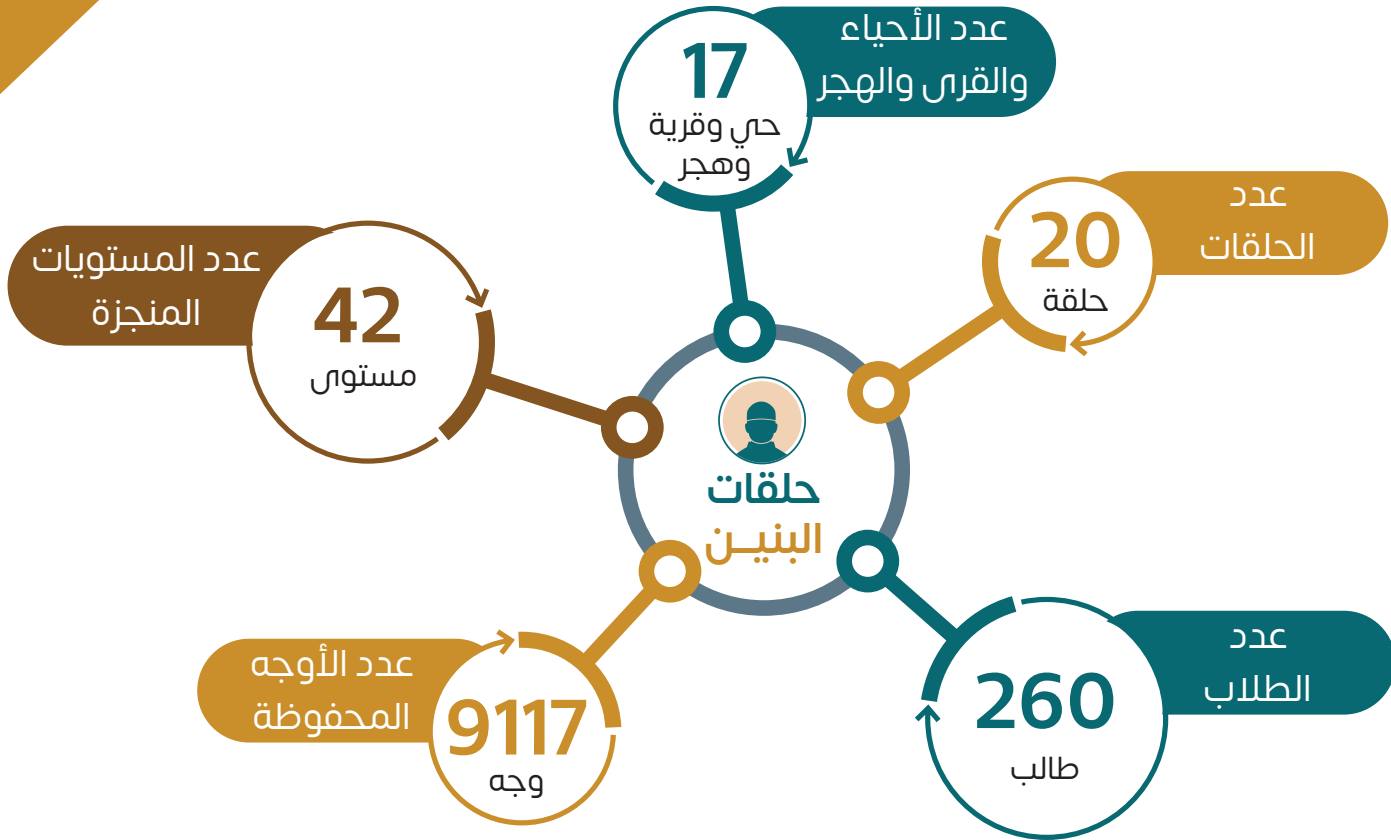 عدد الأحياء
والقرى والهجر
17
حي وقرية
وهجر
عدد
الحلقات
20
حلقة
عدد المستويات
المنجزة
42
مستوى
حلقات
البنيــن
عدد
الطلاب
260
طالب
عدد الأوجه
المحفوظة
9117
وجه